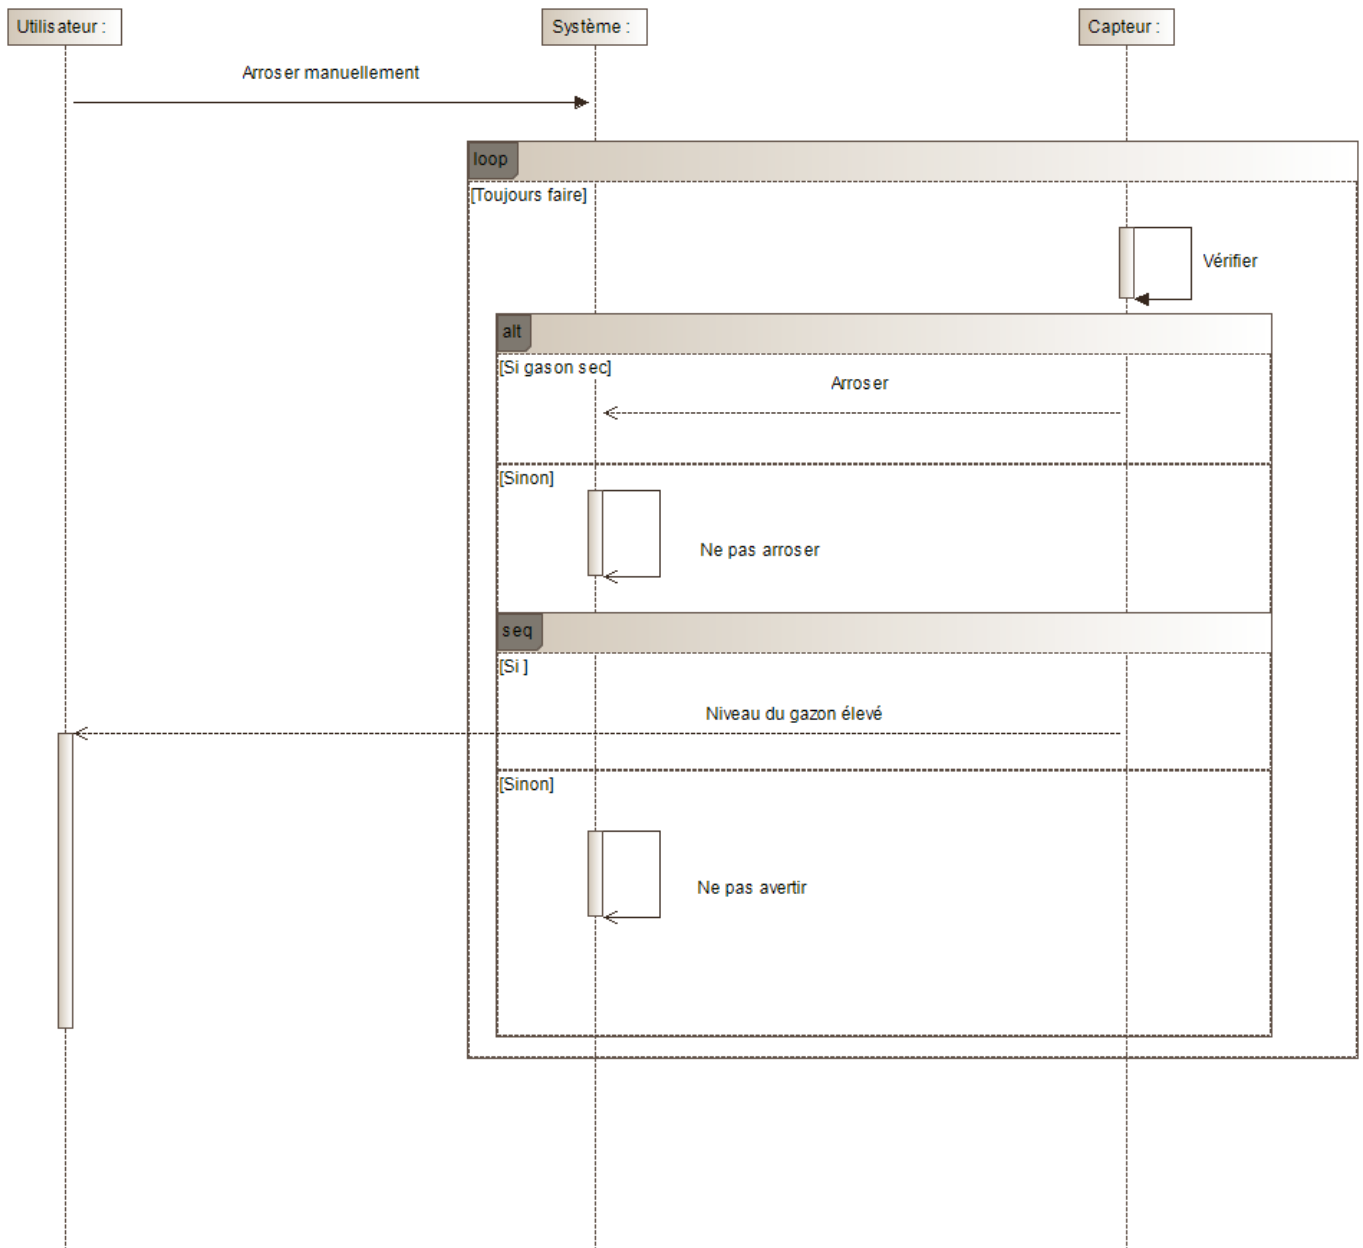 Utilisateur :
Système :
Capteur :
Arroser manuellement
loop
[Toujours faire]
Vérifier
alt
[Si gason sec]
Arroser
[Sinon]
Ne pas arroser
seq
[Si ]
Niveau du gazon élevé
[Sinon]
Ne pas avertir